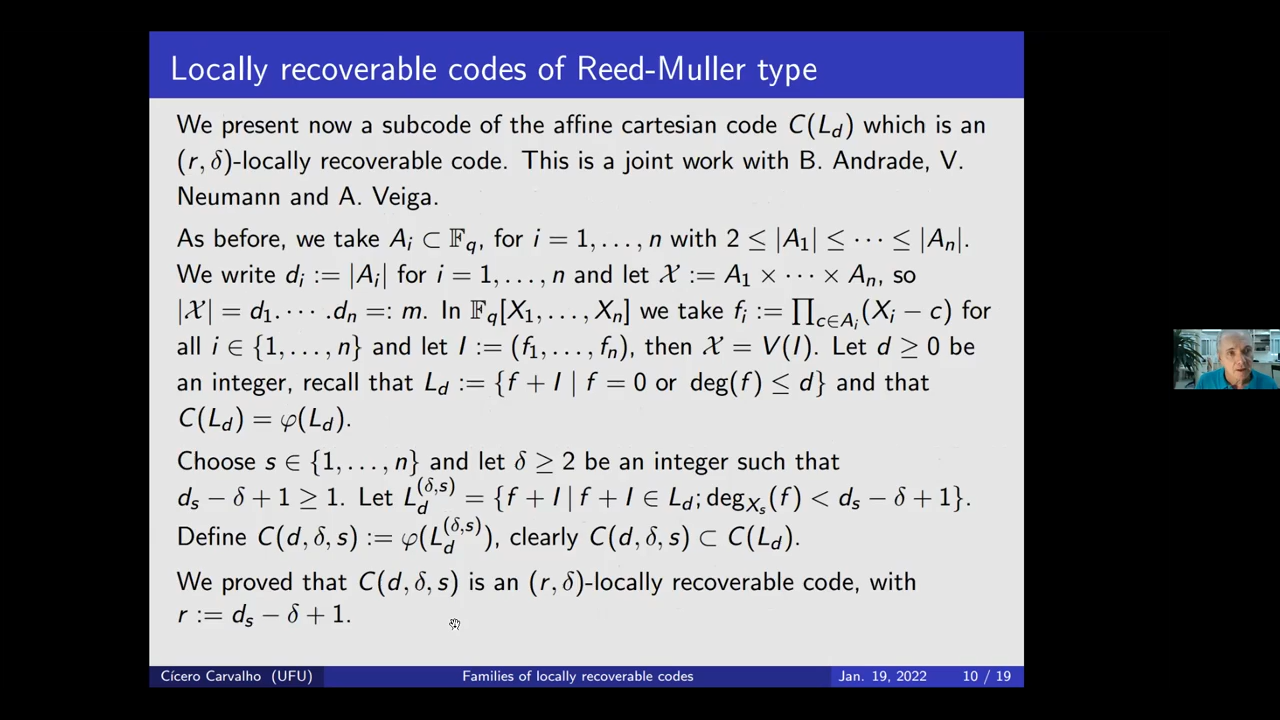 Locally recoverable codes of Reed-Muller type
We present now a subcode of the affine cartesian code C(L_d) which is an
(r, δ)-locally recoverable code. This is a joint work with B. Andrade, V.
Neumann and A. Veiga.
As before, we take A_i ⊂ 𝔽_q, for i = 1, . . . , n with 2 ≤ |A_1| ≤ ⋯ ≤ |A_n|.
We write d_i := |A_i| for i = 1, . . . , n and let 𝒳 := A_1 × ⋯ × A_n, so
|𝒳| = d_1. ⋯ .d_n =: m. In 𝔽_q[X_1, . . . , X_n] we take f_i := ∏_{c∈A_i}(X_i − c) for
all i ∈ {1, . . . , n} and let I := (f_1, . . . , f_n), then 𝒳 = V(I). Let d ≥ 0 be
an integer, recall that L_d := {f + I | f = 0 or deg(f) ≤ d} and that
C(L_d) = φ(L_d).
Choose s ∈ {1, . . . , n} and let δ ≥ 2 be an integer such that
d_s − δ + 1 ≥ 1. Let L_d^{(δ,s)} = {f + I | f + I ∈ L_d; deg_{X_s}(f) < d_s − δ + 1}.
Define C(d, δ, s) := φ(L_d^{(δ,s)}), clearly C(d, δ, s) ⊂ C(L_d).
We proved that C(d, δ, s) is an (r, δ)-locally recoverable code, with
r := d_s − δ + 1.
Cícero Carvalho (UFU) Families of locally recoverable codes Jan. 19, 2022 10 / 19